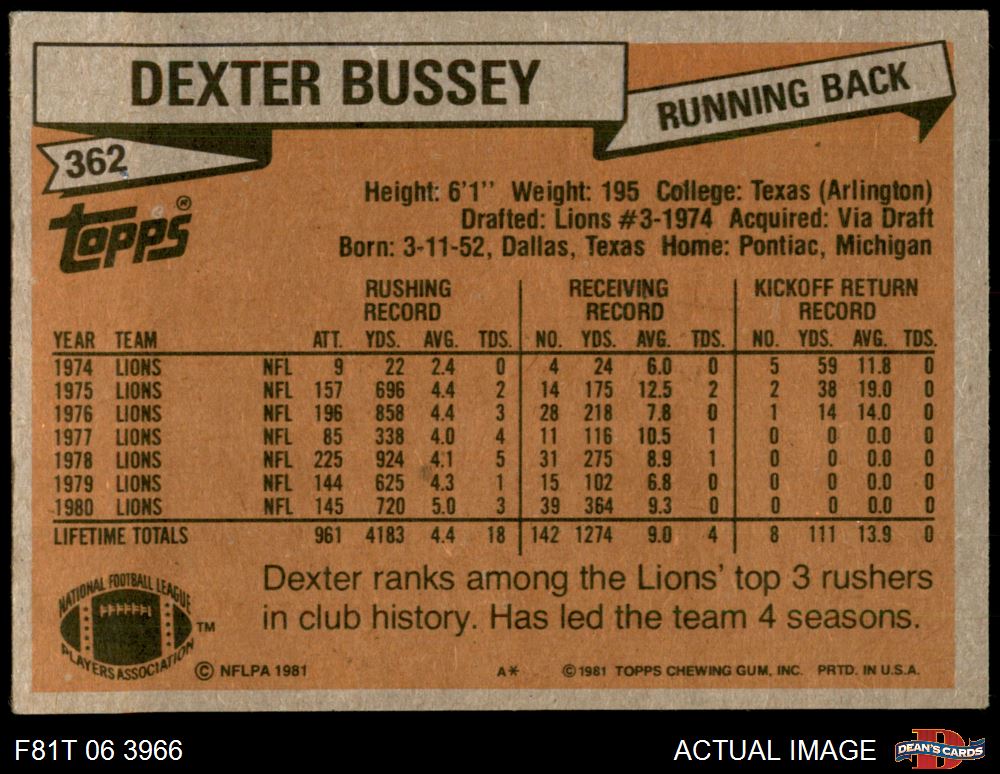 DEXTER BUSSEY
RUNNING BACK
362
Topps®
Height: 6'1'' Weight: 195 College: Texas (Arlington)
Drafted: Lions #3-1974 Acquired: Via Draft
Born: 3-11-52, Dallas, Texas Home: Pontiac, Michigan
RUSHING RECORD RECEIVING RECORD KICKOFF RETURN RECORD
YEAR TEAM ATT. YDS. AVG. TDS. NO. YDS. AVG. TDS. NO. YDS. AVG. TDS.
1974 LIONS NFL 9 22 2.4 0 4 24 6.0 0 5 59 11.8 0
1975 LIONS NFL 157 696 4.4 2 14 175 12.5 2 2 38 19.0 0
1976 LIONS NFL 196 858 4.4 3 28 218 7.8 0 1 14 14.0 0
1977 LIONS NFL 85 338 4.0 4 11 116 10.5 1 0 0 0.0 0
1978 LIONS NFL 225 924 4.1 5 31 275 8.9 1 0 0 0.0 0
1979 LIONS NFL 144 625 4.3 1 15 102 6.8 0 0 0 0.0 0
1980 LIONS NFL 145 720 5.0 3 39 364 9.3 0 0 0 0.0 0
LIFETIME TOTALS 961 4183 4.4 18 142 1274 9.0 4 8 111 13.9 0
Dexter ranks among the Lions' top 3 rushers
in club history. Has led the team 4 seasons.
NATIONAL FOOTBALL LEAGUE
PLAYERS ASSOCIATION
TM
© NFLPA 1981 A* © 1981 TOPPS CHEWING GUM, INC. PRTD. IN U.S.A.
F81T 06 3966 ACTUAL IMAGE
D
DEAN'S CARDS